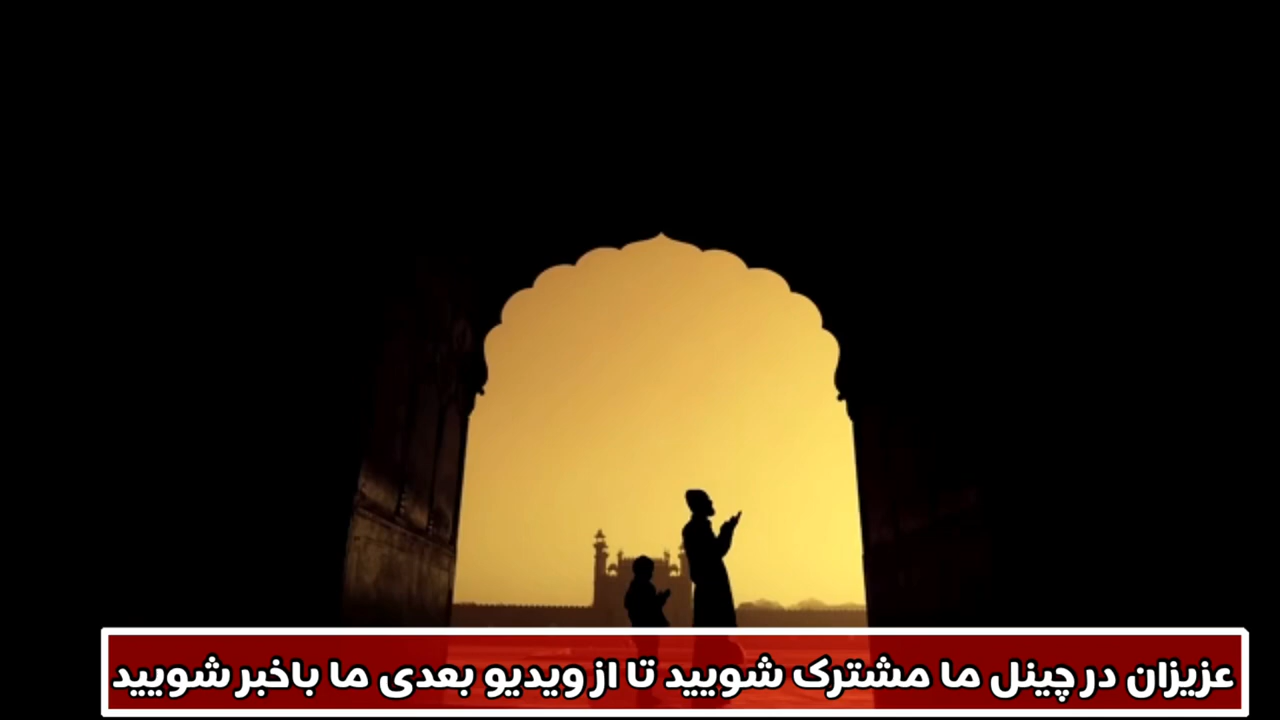 عزیزان در چینل ما مشترک شویید تا از ویدیو بعدی ما باخبر شویید